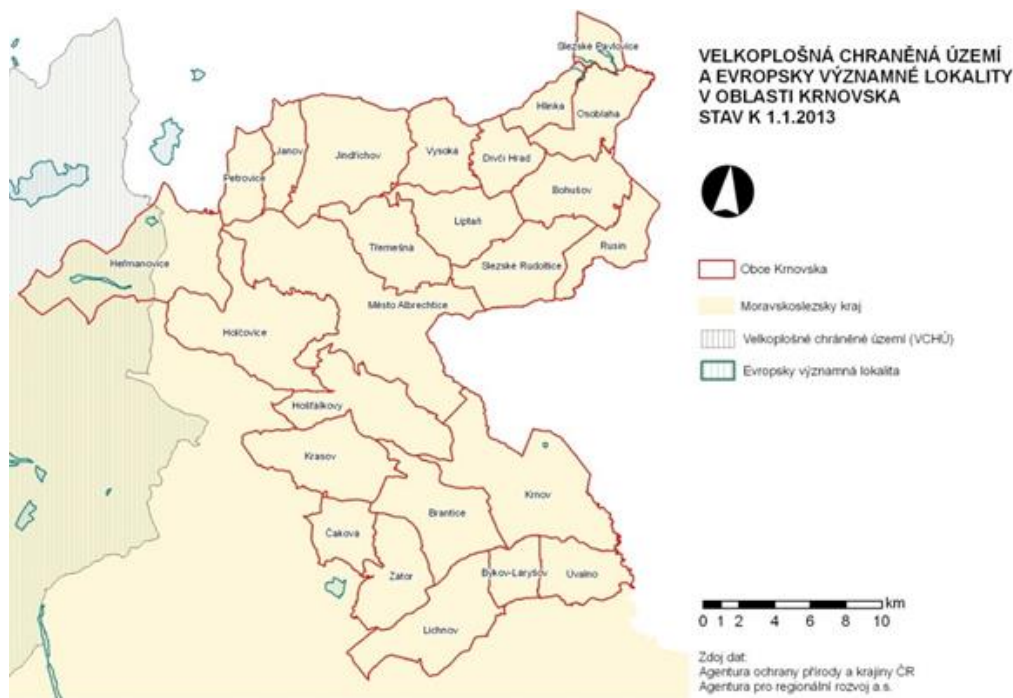 Slezské Pavlovice
Hlinka
Osoblaha
Janov
Jindřichov
Vysoká
Dívčí Hrad
Petrovice
Bohušov
Liptaň
Třemešná
Rusín
Heřmanovice
Slezské Rudoltice
Město Albrechtice
Holčovice
Hošťálkovy
Krasov
Krnov
Brantice
Čaková
Zátor
Býkov-Láryšov
Úvalno
Lichnov
VELKOPLOŠNÁ CHRANĚNÁ ÚZEMÍ
A EVROPSKY VÝZNAMNÉ LOKALITY
V OBLASTI KRNOVSKA
STAV K 1.1.2013
Obce Krnovska
Moravskoslezsky kraj
Velkoplošné chráněné území (VCHÚ)
Evropsky významná lokalita
km
0 1 2 4 6 8 10
Zdoj dat:
Agentura ochrany přírody a krajiny ČR
Agentura pro regionální rozvoj a.s.